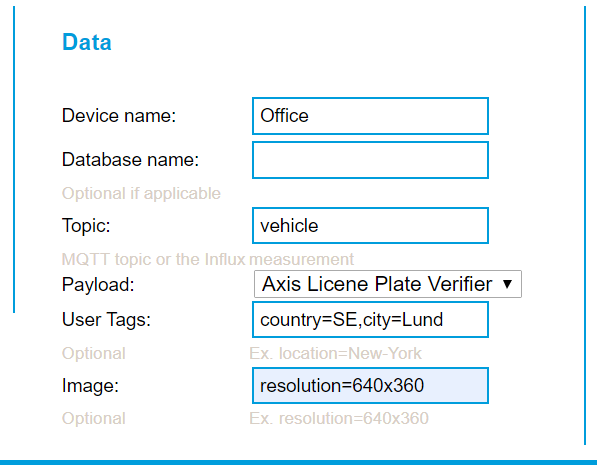 Data
Device name: Office
Database name:
Optional if applicable
Topic: vehicle
MQTT topic or the Influx measurement
Payload: Axis Licene Plate Verifier
User Tags: country=SE,city=Lund
Optional Ex. location=New-York
Image: resolution=640x360
Optional Ex. resolution=640x360